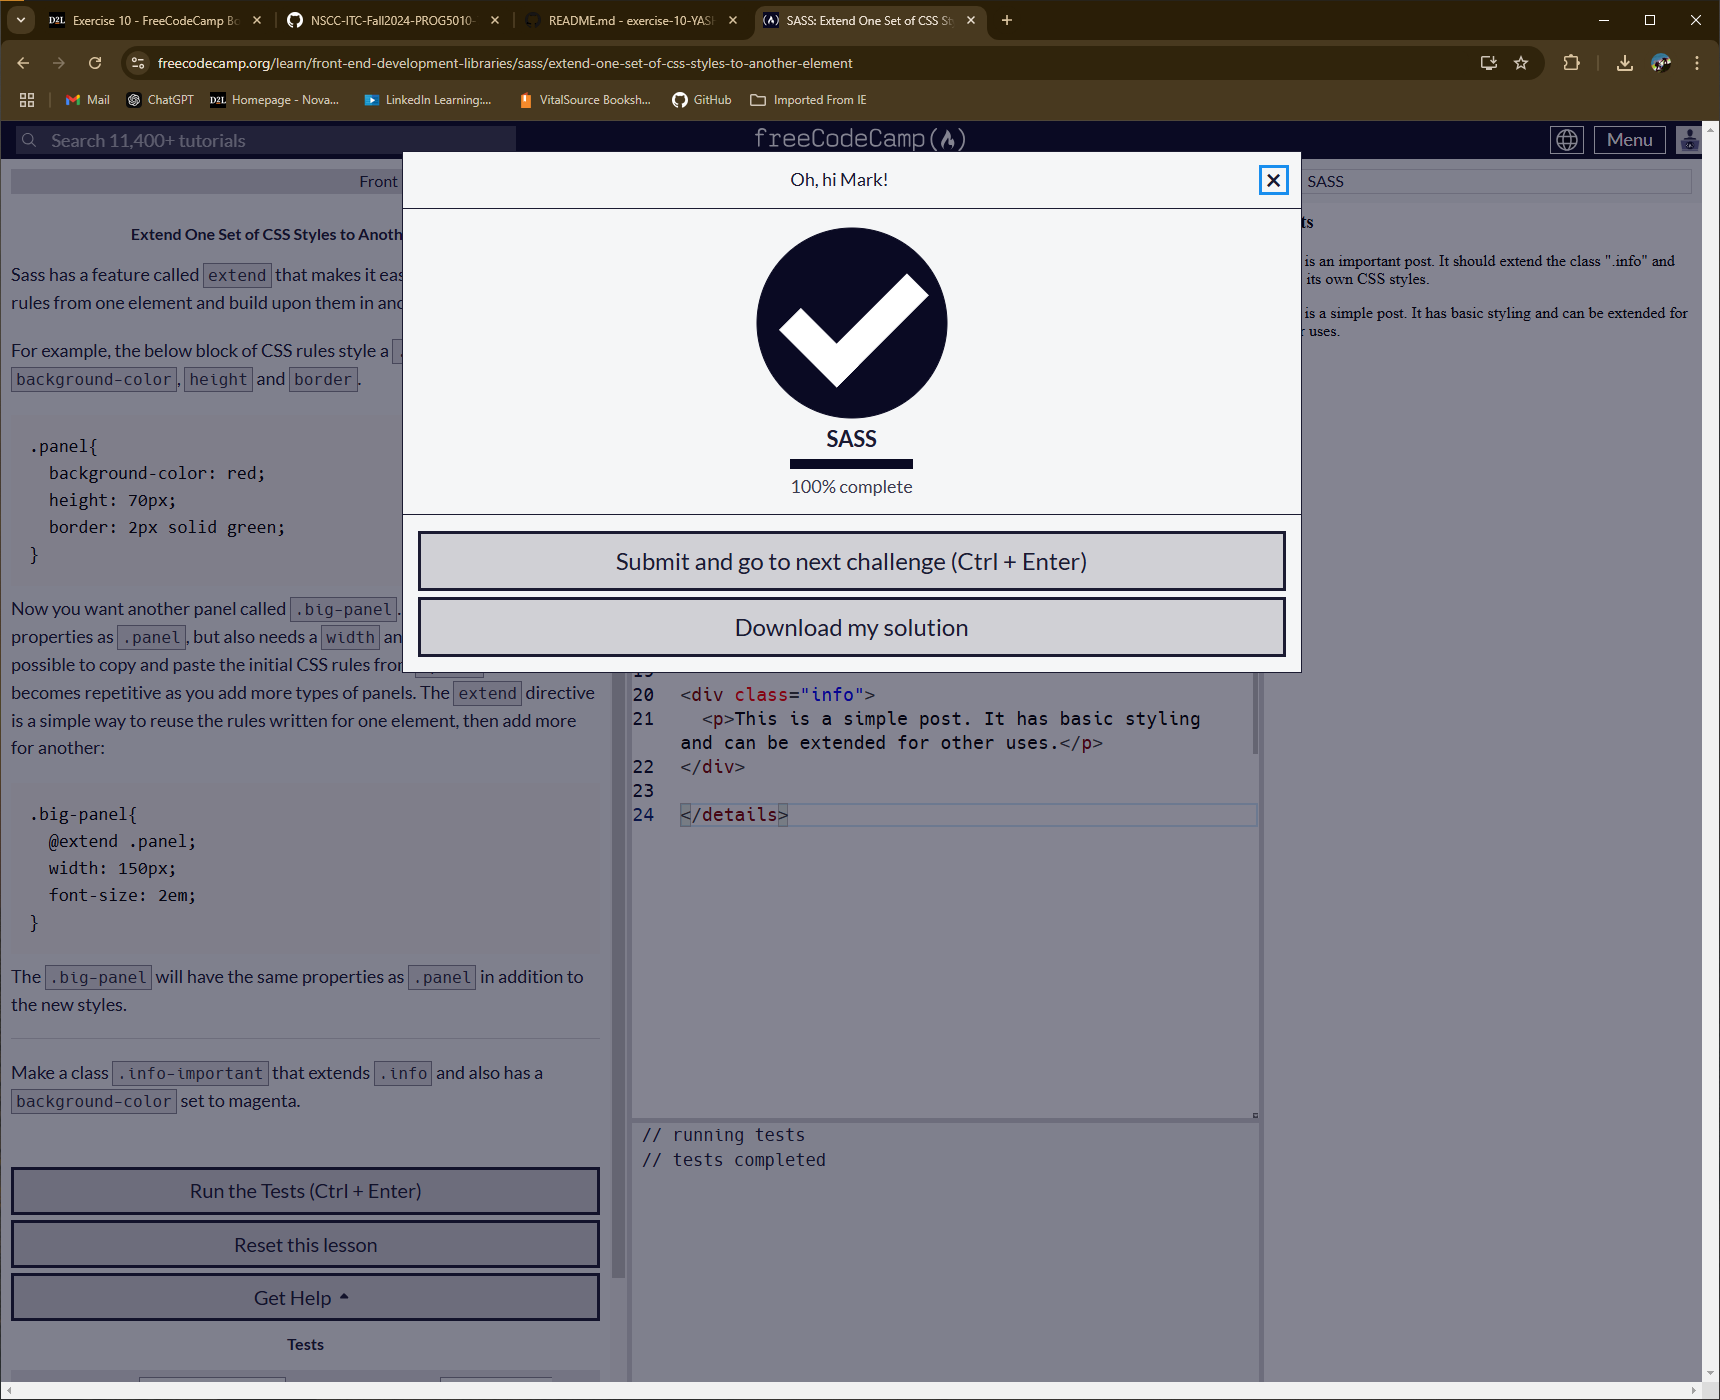 Exercise 10 - FreeCodeCamp Bo
NSCC-ITC-Fall2024-PROG5010-
README.md - exercise-10-YASH
SASS: Extend One Set of CSS St
freecodecamp.org/learn/front-end-development-libraries/sass/extend-one-set-of-css-styles-to-another-element
Mail
ChatGPT
D2L Homepage - Nova...
LinkedIn Learning:...
VitalSource Booksh...
GitHub
Imported From IE
Search 11,400+ tutorials
freeCodeCamp
Menu
Front
SASS
Oh, hi Mark!
SASS
100% complete
Submit and go to next challenge (Ctrl + Enter)
Download my solution
Extend One Set of CSS Styles to Anoth
Sass has a feature called extend that makes it eas
rules from one element and build upon them in ano
For example, the below block of CSS rules style a
background-color, height and border.
.panel{
background-color: red;
height: 70px;
border: 2px solid green;
}
Now you want another panel called .big-panel.
properties as .panel, but also needs a width an
possible to copy and paste the initial CSS rules from
becomes repetitive as you add more types of panels. The extend directive
is a simple way to reuse the rules written for one element, then add more
for another:
.big-panel{
@extend .panel;
width: 150px;
font-size: 2em;
}
The .big-panel will have the same properties as .panel in addition to
the new styles.
Make a class .info-important that extends .info and also has a
background-color set to magenta.
Run the Tests (Ctrl + Enter)
Reset this lesson
Get Help
Tests
20 <div class="info">
21 <p>This is a simple post. It has basic styling
and can be extended for other uses.</p>
22 </div>
23
24 </details>
// running tests
// tests completed
ts
is an important post. It should extend the class ".info" and
its own CSS styles.
is a simple post. It has basic styling and can be extended for
r uses.